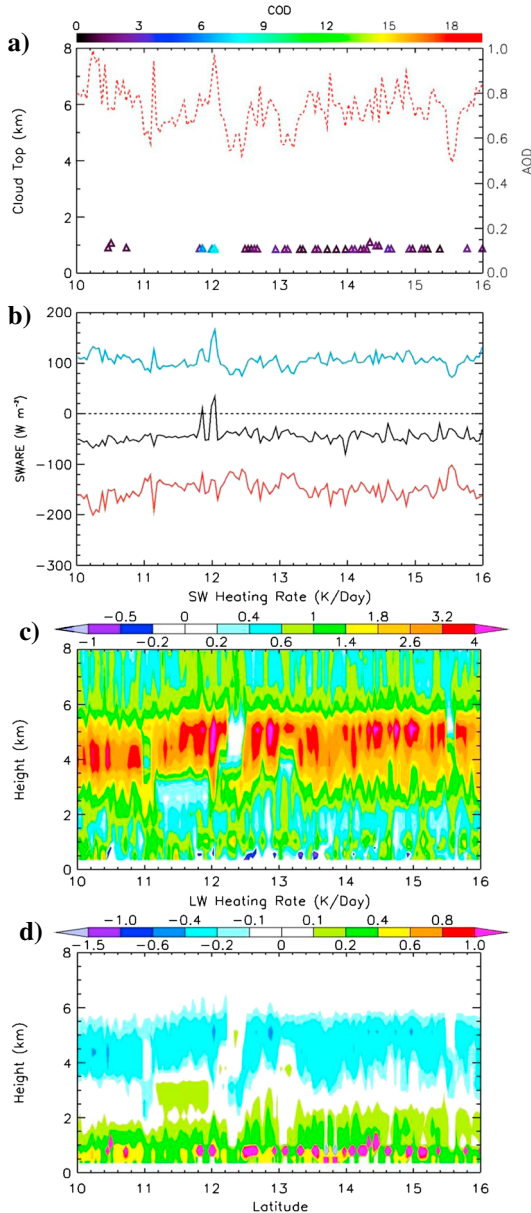 COD
0 3 6 9 12 15 18
a)
8 1.0
6 0.8
0.6
4
0.4
2
0.2
0 0.0
Cloud Top (km)
AOD
10 11 12 13 14 15 16
b)
200
100
0
−100
−200
−300
SWARE (W m⁻²)
10 11 12 13 14 15 16
SW Heating Rate (K/Day)
−0.5 0 0.4 1 1.8 3.2
c)
−1 −0.2 0.2 0.6 1.4 2.6 4
8
6
4
2
0
Height (km)
10 11 12 13 14 15 16
LW Heating Rate (K/Day)
−1.0 −0.4 −0.1 0.1 0.4 0.8
d)
−1.5 −0.6 −0.2 0 0.2 0.6 1.0
8
6
4
2
0
Height (km)
10 11 12 13 14 15 16
Latitude